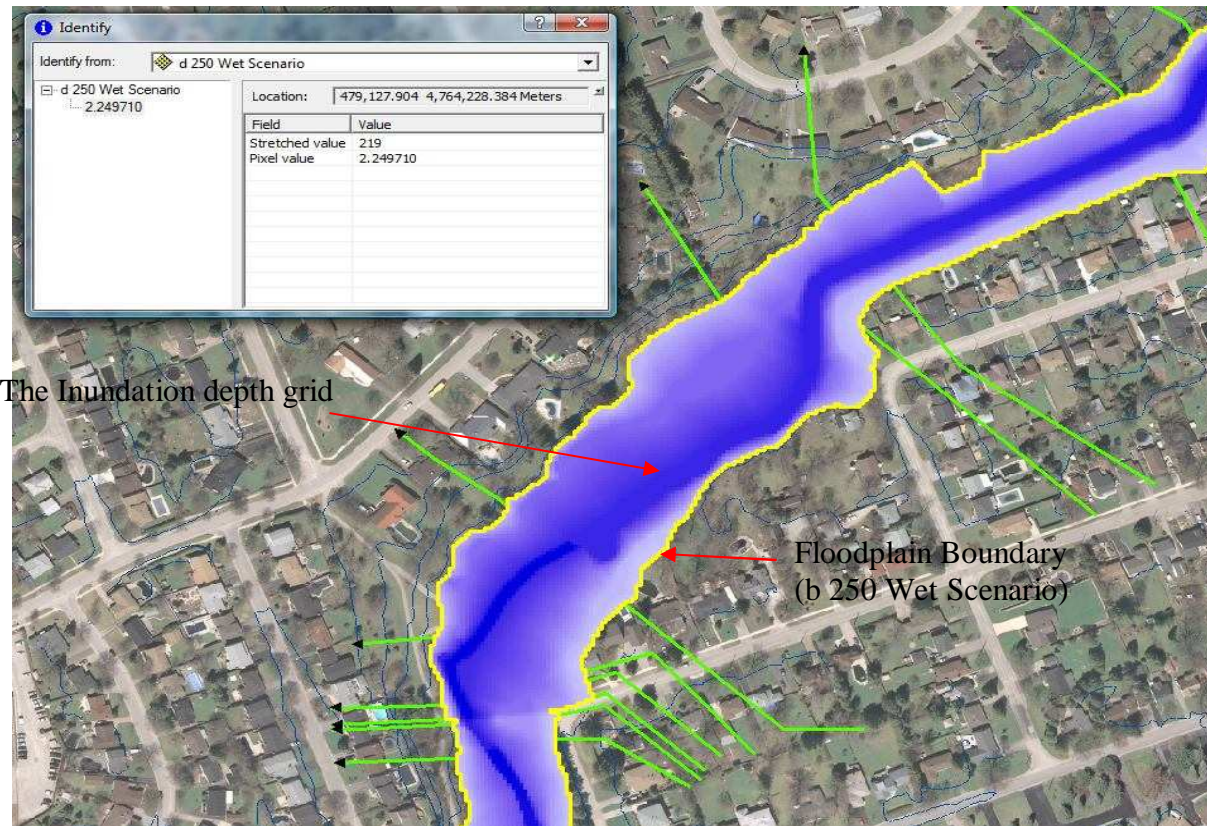 Identify
Identify from:
d 250 Wet Scenario
d 250 Wet Scenario
2.249710
Location:
479,127.904 4,764,228.384 Meters
Field Value
Stretched value 219
Pixel value 2.249710
The Inundation depth grid
Floodplain Boundary
(b 250 Wet Scenario)